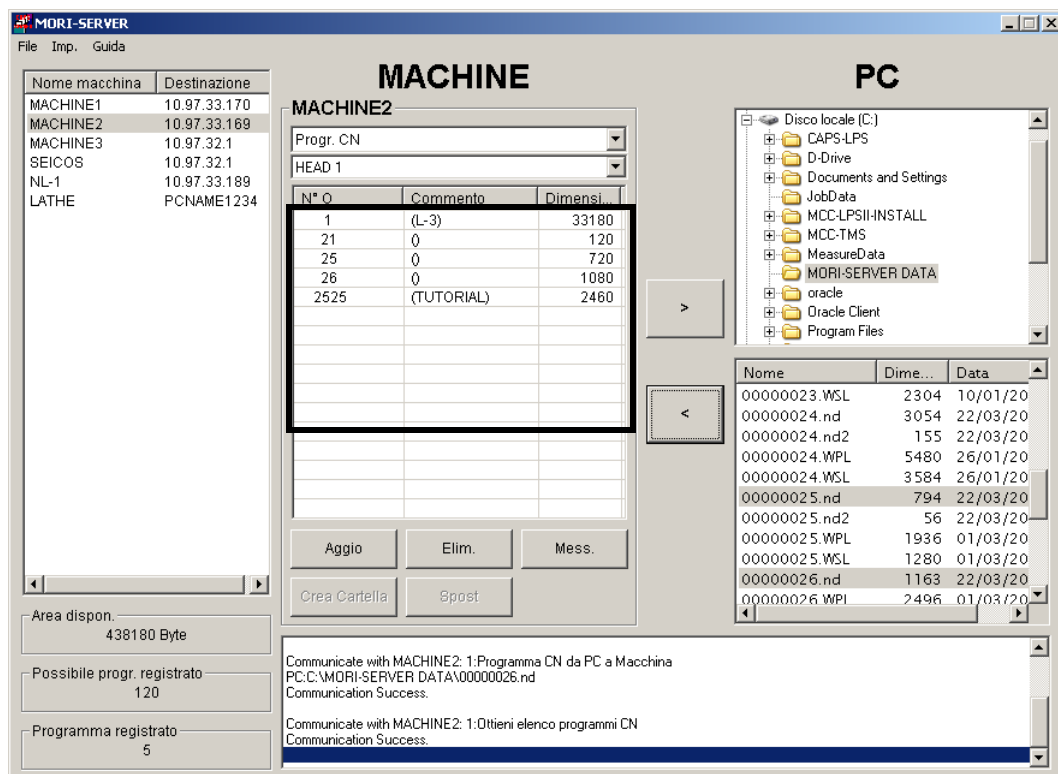 MORI-SERVER
File Imp. Guida
Nome macchina Destinazione
MACHINE1 10.97.33.170
MACHINE2 10.97.33.169
MACHINE3 10.97.32.1
SEICOS 10.97.32.1
NL-1 10.97.33.189
LATHE PCNAME1234
Area dispon.
438180 Byte
Possibile progr. registrato
120
Programma registrato
5
MACHINE
MACHINE2
Progr. CN
HEAD 1
N° O Commento Dimensi...
1 (L-3) 33180
21 () 120
25 () 720
26 () 1080
2525 (TUTORIAL) 2460
Aggio Elim. Mess.
Crea Cartella Spost
>
<
PC
Disco locale (C:)
CAPS-LPS
D-Drive
Documents and Settings
JobData
MCC-LPSII-INSTALL
MCC-TMS
MeasureData
MORI-SERVER DATA
oracle
Oracle Client
Program Files
Nome Dime... Data
00000023.WSL 2304 10/01/20
00000024.nd 3054 22/03/20
00000024.nd2 155 22/03/20
00000024.WPL 5480 26/01/20
00000024.WSL 3584 26/01/20
00000025.nd 794 22/03/20
00000025.nd2 56 22/03/20
00000025.WPL 1936 01/03/20
00000025.WSL 1280 01/03/20
00000026.nd 1163 22/03/20
00000026.WPL 2496 01/03/20
Communicate with MACHINE2: 1:Programma CN da PC a Macchina
PC:C:\MORI-SERVER DATA\00000026.nd
Communication Success.
Communicate with MACHINE2: 1:Ottieni elenco programmi CN
Communication Success.